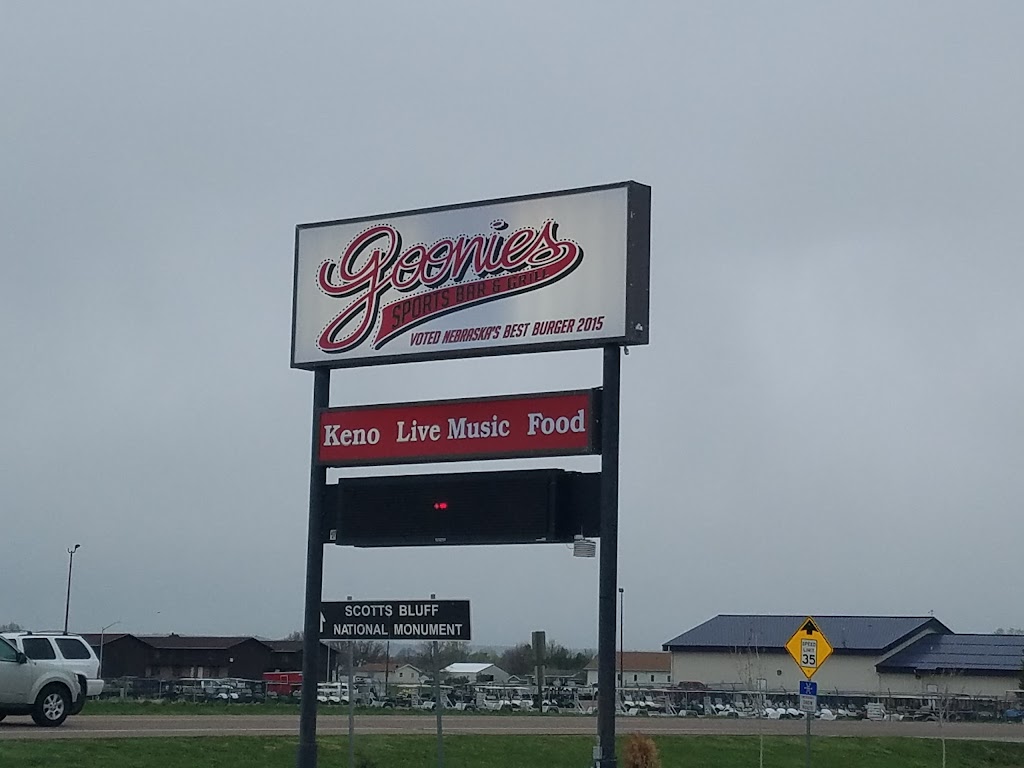 goonies
SPORTS BAR & GRILL
VOTED NEBRASKA'S BEST BURGER 2015
Keno Live Music Food
SCOTTS BLUFF
NATIONAL MONUMENT
SPEED
LIMIT
35